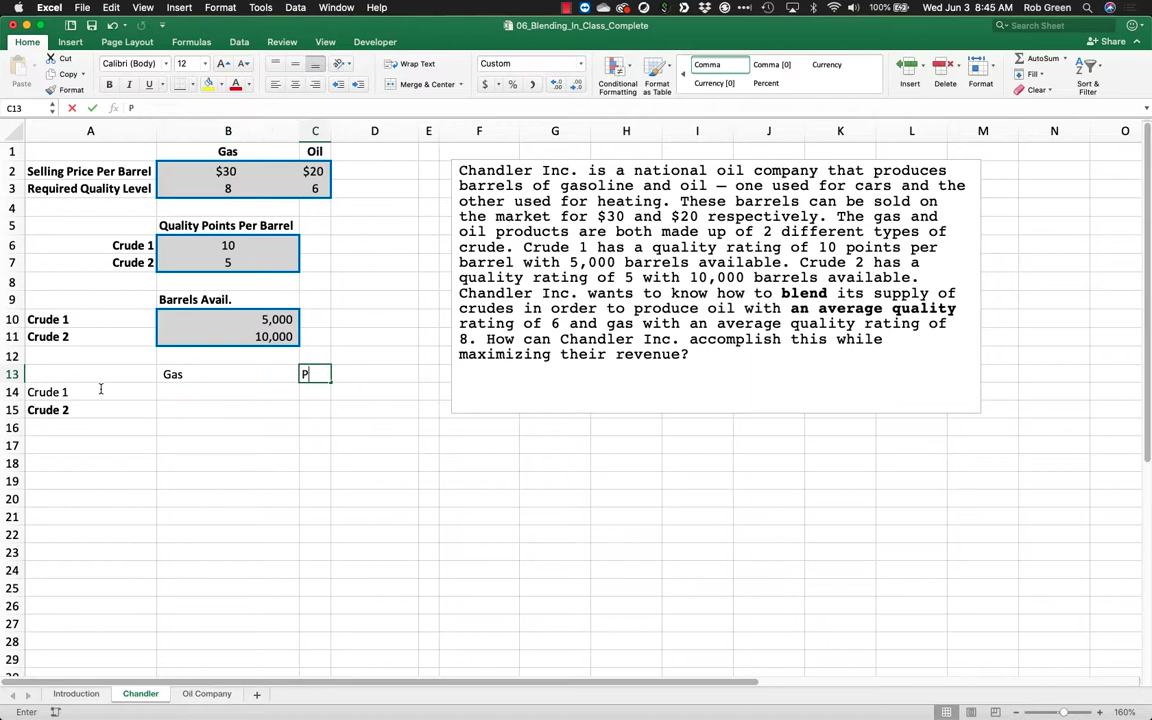 Excel File Edit View Insert Format Tools Data Window Help 100% Wed Jun 3 8:45 AM Rob Green
06_Blending_In_Class_Complete
Search Sheet
Home Insert Page Layout Formulas Data Review View Developer
Share
Paste
Cut
Copy
Format
Calibri (Body) 12
B I U
Wrap Text
Merge & Center
Custom
$ % )
Conditional Formatting
Format as Table
Comma Comma [0] Currency
Currency [0] Percent
Insert Delete Format
AutoSum
Fill
Clear
Sort & Filter
C13 fx P
A B C D E F G H I J K L M N O
1 Gas Oil
2 Selling Price Per Barrel $30 $20
3 Required Quality Level 8 6
4
5 Quality Points Per Barrel
6 Crude 1 10
7 Crude 2 5
8
9 Barrels Avail.
10 Crude 1 5,000
11 Crude 2 10,000
12
13 Gas P
14 Crude 1
15 Crude 2
16
17
18
19
20
21
22
23
24
25
26
27
28
29
Chandler Inc. is a national oil company that produces
barrels of gasoline and oil — one used for cars and the
other used for heating. These barrels can be sold on
the market for $30 and $20 respectively. The gas and
oil products are both made up of 2 different types of
crude. Crude 1 has a quality rating of 10 points per
barrel with 5,000 barrels available. Crude 2 has a
quality rating of 5 with 10,000 barrels available.
Chandler Inc. wants to know how to blend its supply of
crudes in order to produce oil with an average quality
rating of 6 and gas with an average quality rating of
8. How can Chandler Inc. accomplish this while
maximizing their revenue?
Introduction Chandler Oil Company +
Enter
160%